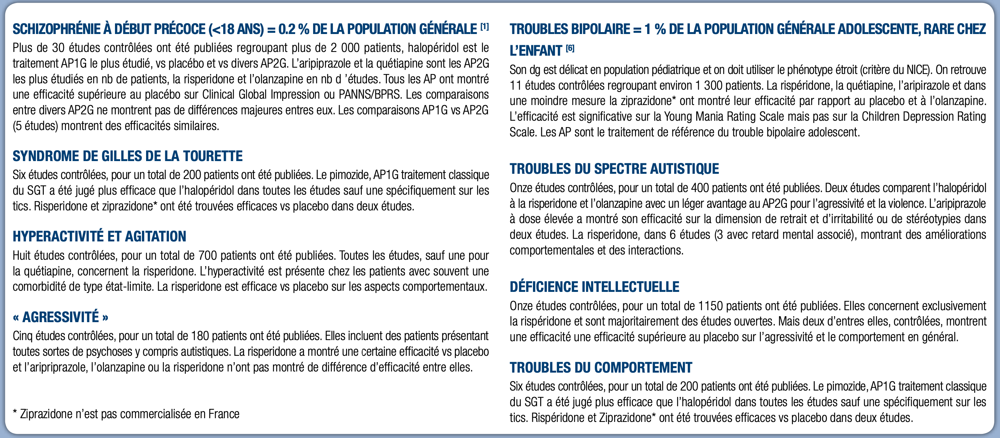 SCHIZOPHRÉNIE À DÉBUT PRÉCOCE (<18 ANS) = 0.2 % DE LA POPULATION GÉNÉRALE [1]
Plus de 30 études contrôlées ont été publiées regroupant plus de 2 000 patients, halopéridol est le
traitement AP1G le plus étudié, vs placébo et vs divers AP2G. L’aripiprazole et la quétiapine sont les AP2G
les plus étudiés en nb de patients, la risperidone et l’olanzapine en nb d ’études. Tous les AP ont montré
une efficacité supérieure au placébo sur Clinical Global Impression ou PANNS/BPRS. Les comparaisons
entre divers AP2G ne montrent pas de différences majeures entres eux. Les comparaisons AP1G vs AP2G
(5 études) montrent des efficacités similaires.
SYNDROME DE GILLES DE LA TOURETTE
Six études contrôlées, pour un total de 200 patients ont été publiées. Le pimozide, AP1G traitement classique
du SGT a été jugé plus efficace que l’halopéridol dans toutes les études sauf une spécifiquement sur les
tics. Risperidone et ziprazidone* ont été trouvées efficaces vs placebo dans deux études.
HYPERACTIVITÉ ET AGITATION
Huit études contrôlées, pour un total de 700 patients ont été publiées. Toutes les études, sauf une pour
la quétiapine, concernent la risperidone. L’hyperactivité est présente chez les patients avec souvent une
comorbidité de type état-limite. La risperidone est efficace vs placebo sur les aspects comportementaux.
« AGRESSIVITÉ »
Cinq études contrôlées, pour un total de 180 patients ont été publiées. Elles incluent des patients présentant
toutes sortes de psychoses y compris autistiques. La risperidone a montré une certaine efficacité vs placebo
et l’aripriprazole, l’olanzapine ou la risperidone n’ont pas montré de différence d’efficacité entre elles.
* Ziprazidone n’est pas commercialisée en France
TROUBLES BIPOLAIRE = 1 % DE LA POPULATION GÉNÉRALE ADOLESCENTE, RARE CHEZ
L’ENFANT [6]
Son dg est délicat en population pédiatrique et on doit utiliser le phénotype étroit (critère du NICE). On retrouve
11 études contrôlées regroupant environ 1 300 patients. La rispéridone, la quétiapine, l’aripirazole et dans
une moindre mesure la ziprazidone* ont montré leur efficacité par rapport au placebo et à l’olanzapine.
L’efficacité est significative sur la Young Mania Rating Scale mais pas sur la Children Depression Rating
Scale. Les AP sont le traitement de référence du trouble bipolaire adolescent.
TROUBLES DU SPECTRE AUTISTIQUE
Onze études contrôlées, pour un total de 400 patients ont été publiées. Deux études comparent l’halopéridol
à la risperidone et l’olanzapine avec un léger avantage au AP2G pour l’agressivité et la violence. L’aripiprazole
à dose élevée a montré son efficacité sur la dimension de retrait et d’irritabilité ou de stéréotypies dans
deux études. La risperidone, dans 6 études (3 avec retard mental associé), montrant des améliorations
comportementales et des interactions.
DÉFICIENCE INTELLECTUELLE
Onze études contrôlées, pour un total de 1150 patients ont été publiées. Elles concernent exclusivement
la rispéridone et sont majoritairement des études ouvertes. Mais deux d’entres elles, contrôlées, montrent
une efficacité une efficacité supérieure au placebo sur l’agressivité et le comportement en général.
TROUBLES DU COMPORTEMENT
Six études contrôlées, pour un total de 200 patients ont été publiées. Le pimozide, AP1G traitement classique
du SGT a été jugé plus efficace que l’halopéridol dans toutes les études sauf une spécifiquement sur les
tics. Rispéridone et Ziprazidone* ont été trouvées efficaces vs placebo dans deux études.